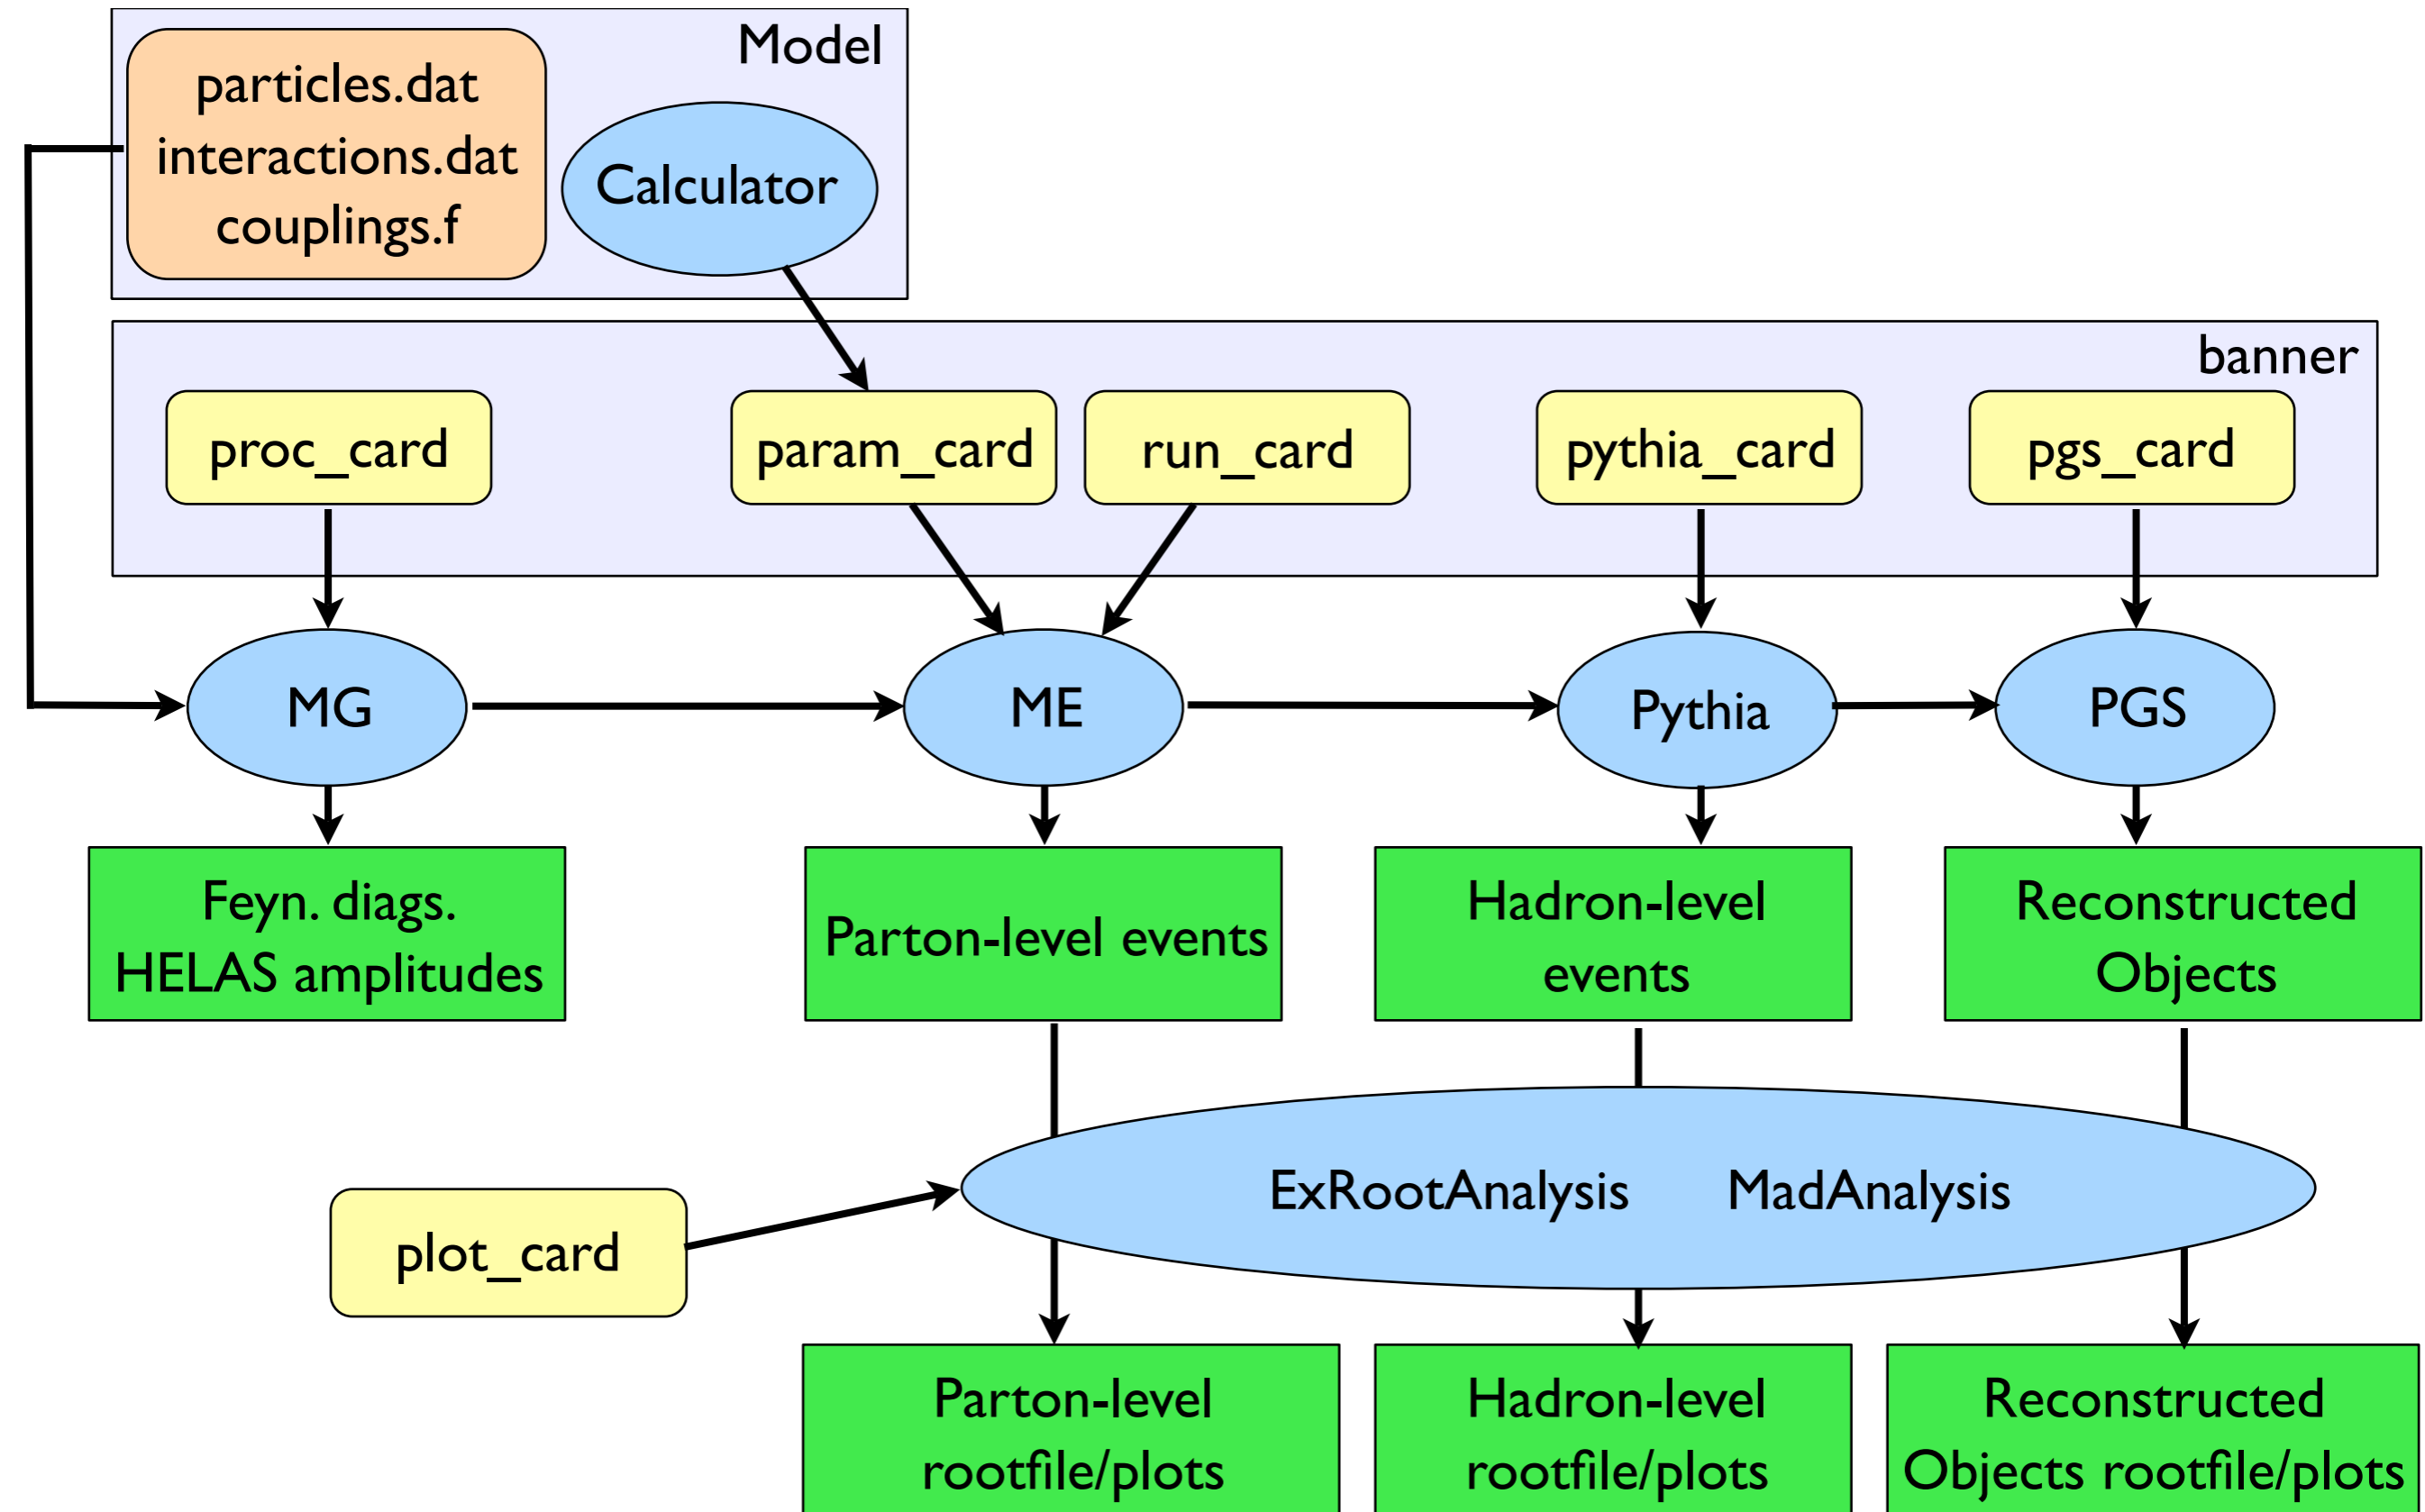 Model
particles.dat
interactions.dat
couplings.f
Calculator
banner
proc_card
param_card
run_card
pythia_card
pgs_card
MG
ME
Pythia
PGS
Feyn. diags.
HELAS amplitudes
Parton-level events
Hadron-level
events
Reconstructed
Objects
ExRootAnalysis
MadAnalysis
plot_card
Parton-level
rootfile/plots
Hadron-level
rootfile/plots
Reconstructed
Objects rootfile/plots